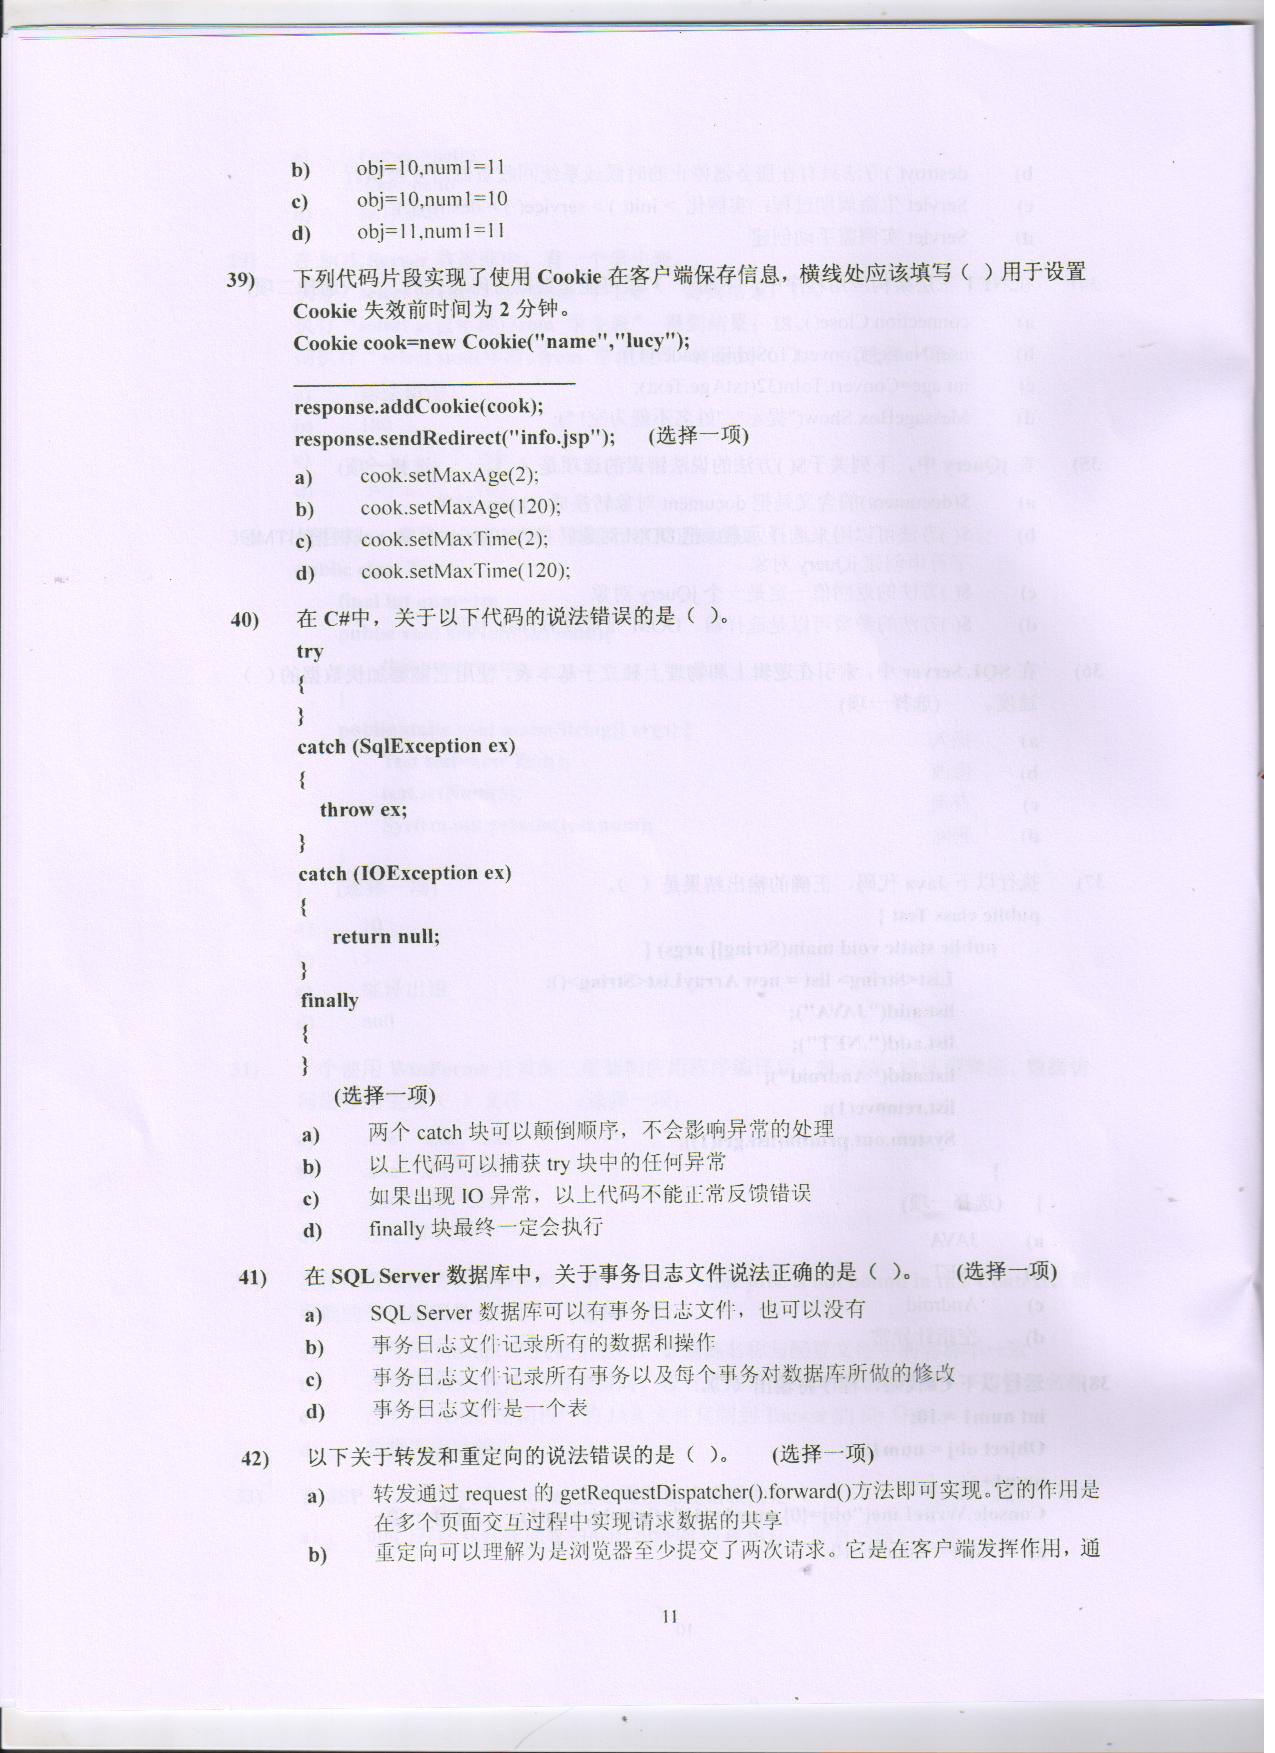 b) obj=10,num1=11
c) obj=10,num1=10
d) obj=11,num1=11
39) 下列代码片段实现了使用 Cookie 在客户端保存信息，横线处应该填写（ ）用于设置
Cookie 失效前时间为 2 分钟。
Cookie cook=new Cookie("name","lucy");
response.addCookie(cook);
response.sendRedirect("info.jsp"); (选择一项)
a) cook.setMaxAge(2);
b) cook.setMaxAge(120);
c) cook.setMaxTime(2);
d) cook.setMaxTime(120);
40) 在 C#中，关于以下代码的说法错误的是（ ）。
try
{
}
catch (SqlException ex)
{
throw ex;
}
catch (IOException ex)
{
return null;
}
finally
{
}
(选择一项)
a) 两个 catch 块可以颠倒顺序，不会影响异常的处理
b) 以上代码可以捕获 try 块中的任何异常
c) 如果出现 IO 异常，以上代码不能正常反馈错误
d) finally 块最终一定会执行
41) 在 SQL Server 数据库中，关于事务日志文件说法正确的是（ ）。 (选择一项)
a) SQL Server 数据库可以有事务日志文件，也可以没有
b) 事务日志文件记录所有的数据和操作
c) 事务日志文件记录所有事务以及每个事务对数据库所做的修改
d) 事务日志文件是一个表
42) 以下关于转发和重定向的说法错误的是（ ）。 (选择一项)
a) 转发通过 request 的 getRequestDispatcher().forward()方法即可实现。它的作用是
在多个页面交互过程中实现请求数据的共享
b) 重定向可以理解为是浏览器至少提交了两次请求。它是在客户端发挥作用，通
11